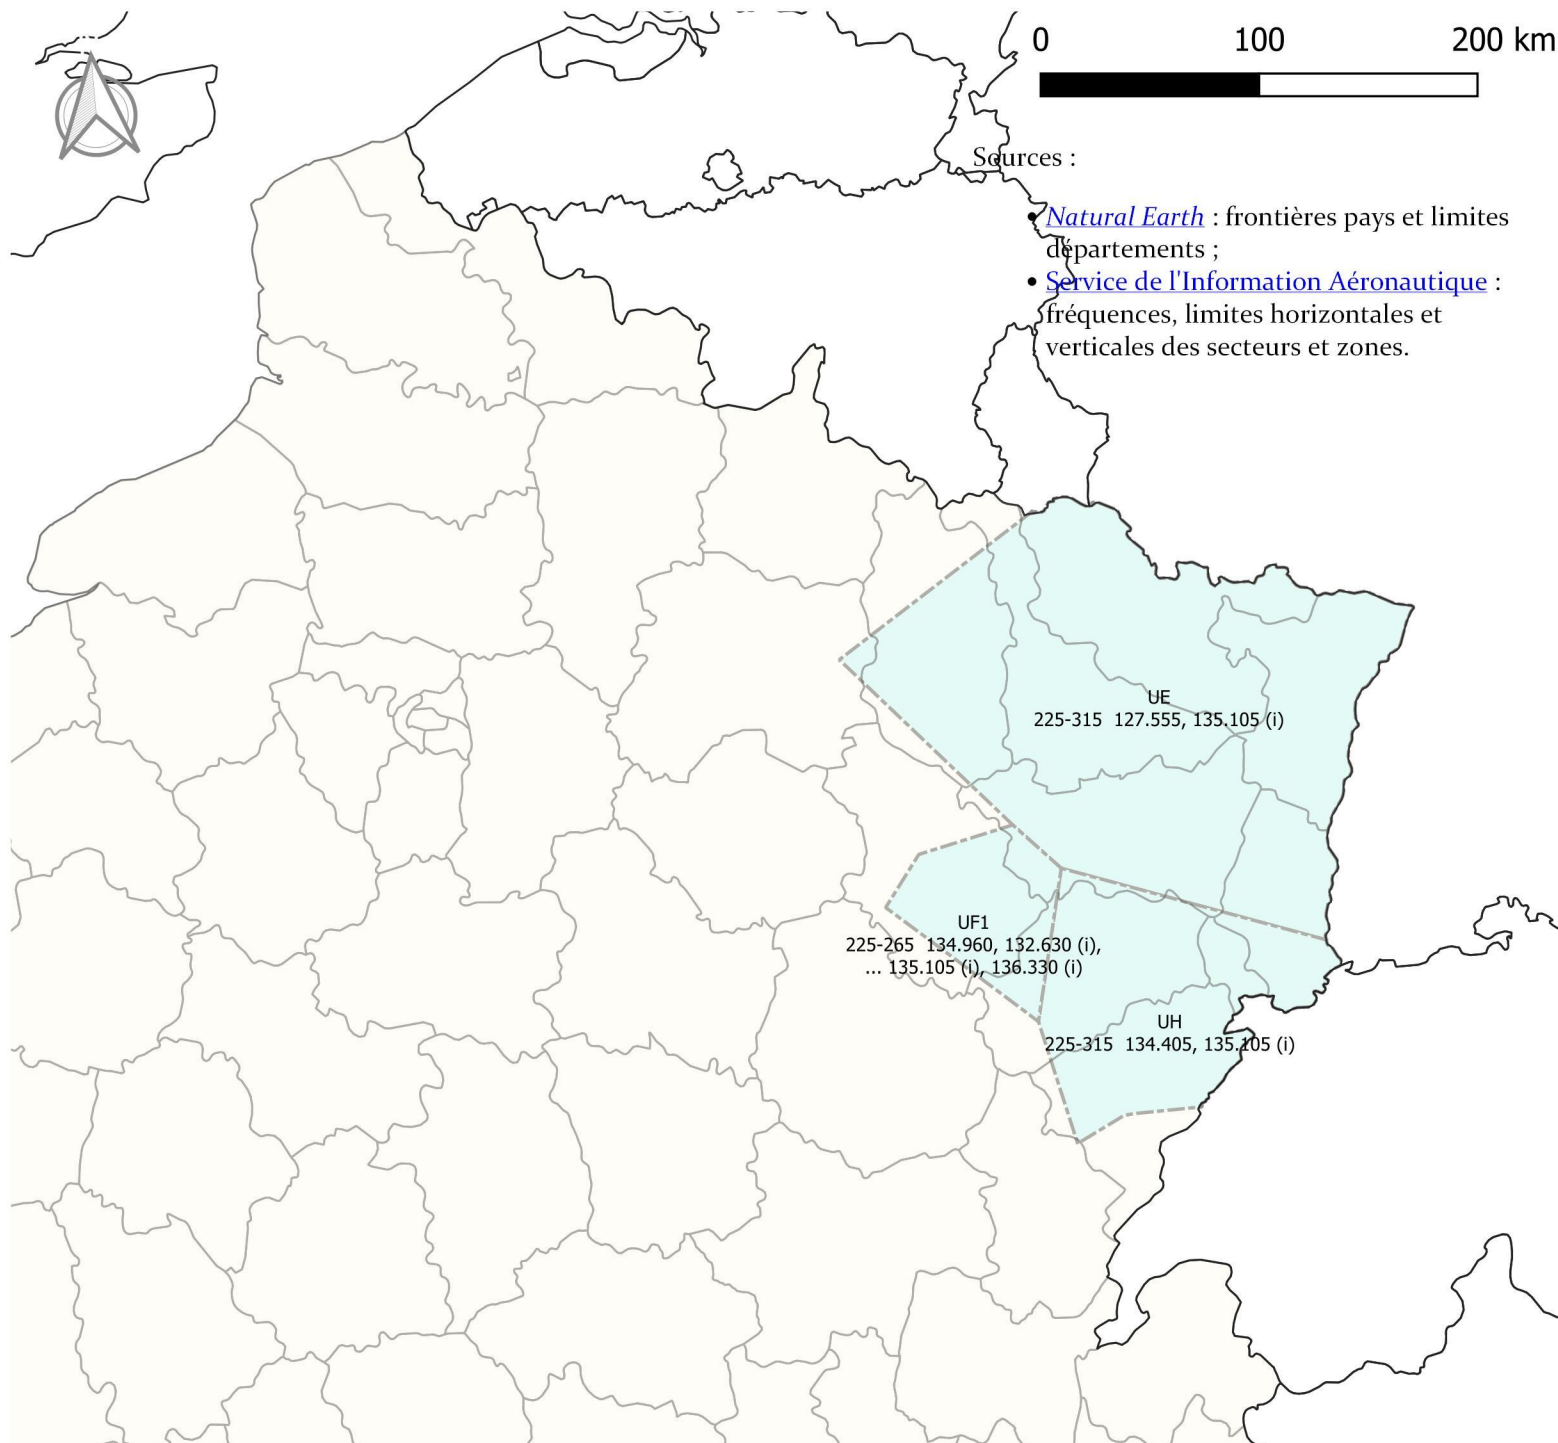 0 100 200 km
Sources :
• Natural Earth : frontières pays et limites
départements ;
• Service de l'Information Aéronautique :
fréquences, limites horizontales et
verticales des secteurs et zones.
UE
225-315 127.555, 135.105 (i)
UF1
225-265 134.960, 132.630 (i),
... 135.105 (i), 136.330 (i)
UH
225-315 134.405, 135.105 (i)